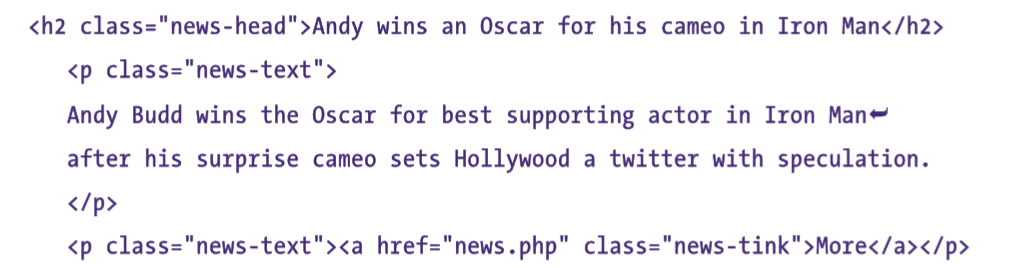 <h2 class="news-head">Andy wins an Oscar for his cameo in Iron Man</h2>
<p class="news-text">
Andy Budd wins the Oscar for best supporting actor in Iron Man⤶
after his surprise cameo sets Hollywood a twitter with speculation.
</p>
<p class="news-text"><a href="news.php" class="news-tink">More</a></p>